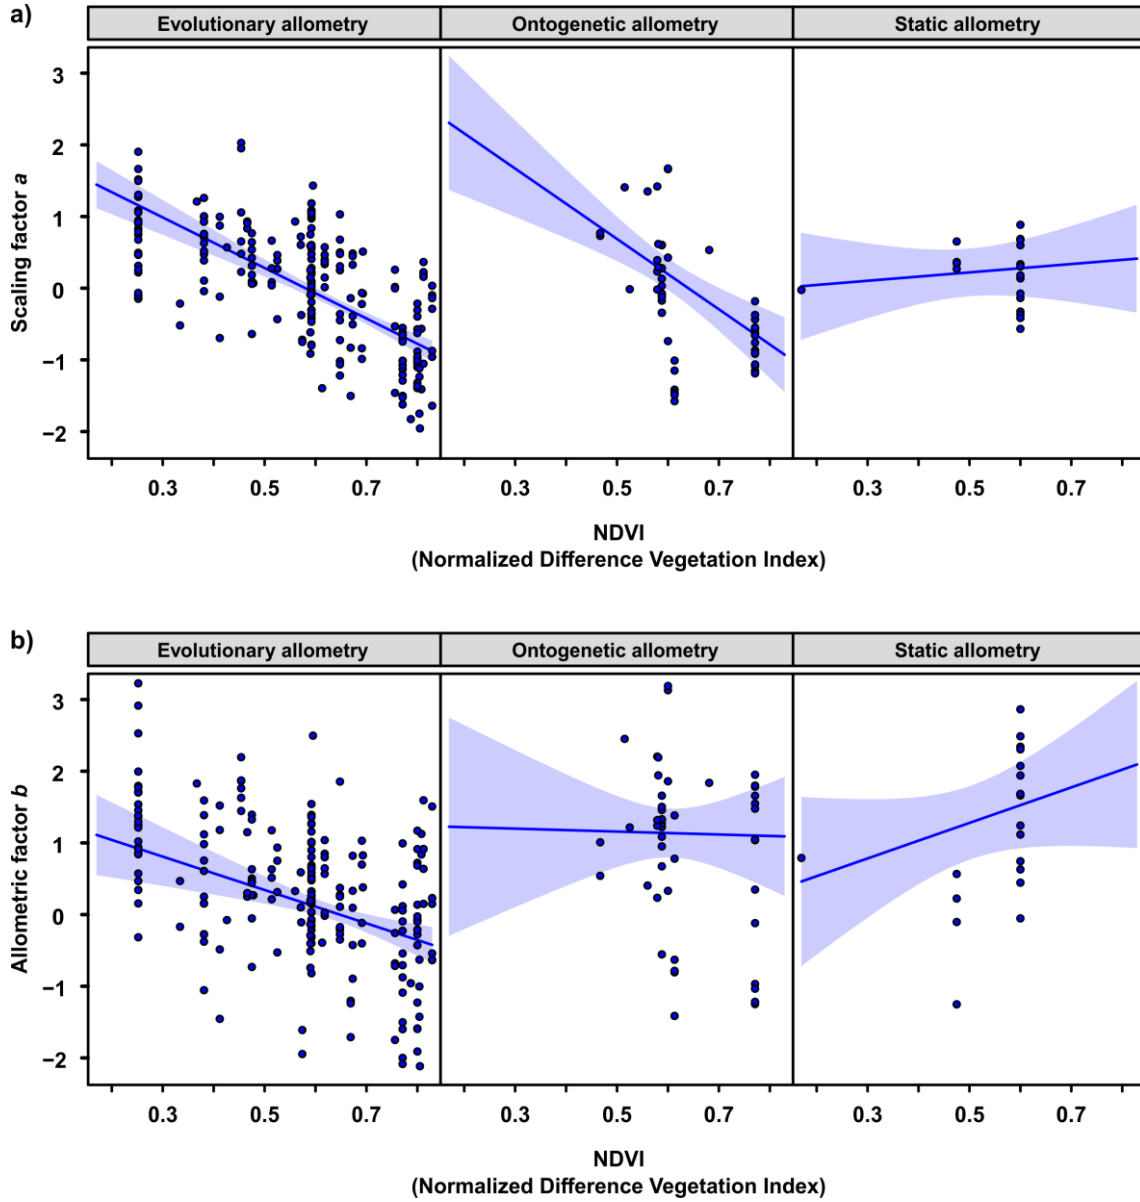 a)
Evolutionary allometry Ontogenetic allometry Static allometry
Scaling factor a
3
2
1
0
−1
−2
0.3 0.5 0.7 0.3 0.5 0.7 0.3 0.5 0.7
NDVI
(Normalized Difference Vegetation Index)
b)
Evolutionary allometry Ontogenetic allometry Static allometry
Allometric factor b
3
2
1
0
−1
−2
0.3 0.5 0.7 0.3 0.5 0.7 0.3 0.5 0.7
NDVI
(Normalized Difference Vegetation Index)